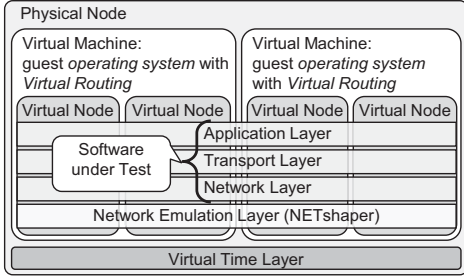 Physical Node
Virtual Machine:
guest operating system with
Virtual Routing
Virtual Machine:
guest operating system
with Virtual Routing
Virtual Node
Virtual Node
Virtual Node
Virtual Node
Software
under Test
Application Layer
Transport Layer
Network Layer
Network Emulation Layer (NETshaper)
Virtual Time Layer